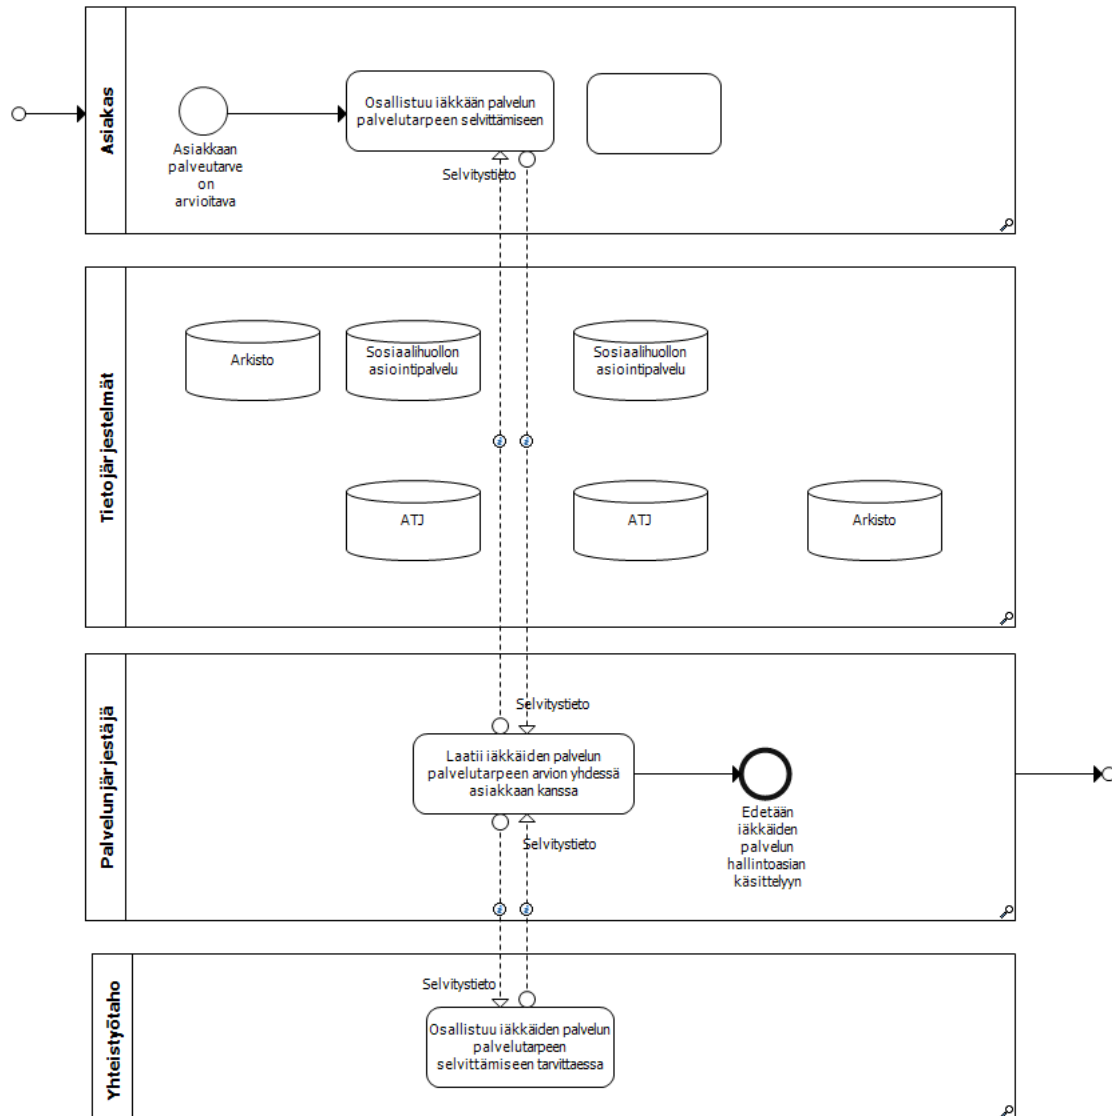 Asiakas
Osallistuu iäkkään palvelun
palvelutarpeen selvittämiseen
Asiakkaan
palveutarve
on
arvioitava
Selvitystieto
Tietojärjestelmät
Arkisto
Sosiaalihuollon
asiointipalvelu
Sosiaalihuollon
asiointipalvelu
ATJ
ATJ
Arkisto
Palvelunjärjestäjä
Selvitystieto
Laatii iäkkäiden palvelun
palvelutarpeen arvion yhdessä
asiakkaan kanssa
Edetään
iäkkäiden
palvelun
hallintoasian
käsittelyyn
Selvitystieto
Yhteistyötaho
Selvitystieto
Osallistuu iäkkäiden palvelun
palvelutarpeen
selvittämiseen tarvittaessa